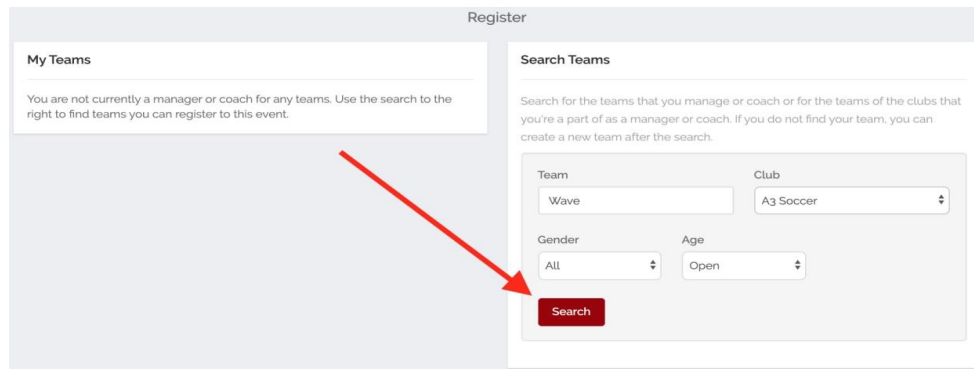 Register
My Teams
You are not currently a manager or coach for any teams. Use the search to the
right to find teams you can register to this event.
Search Teams
Search for the teams that you manage or coach or for the teams of the clubs that
you're a part of as a manager or coach. If you do not find your team, you can
create a new team after the search.
Team
Club
Wave
A3 Soccer
Gender
Age
All
Open
Search